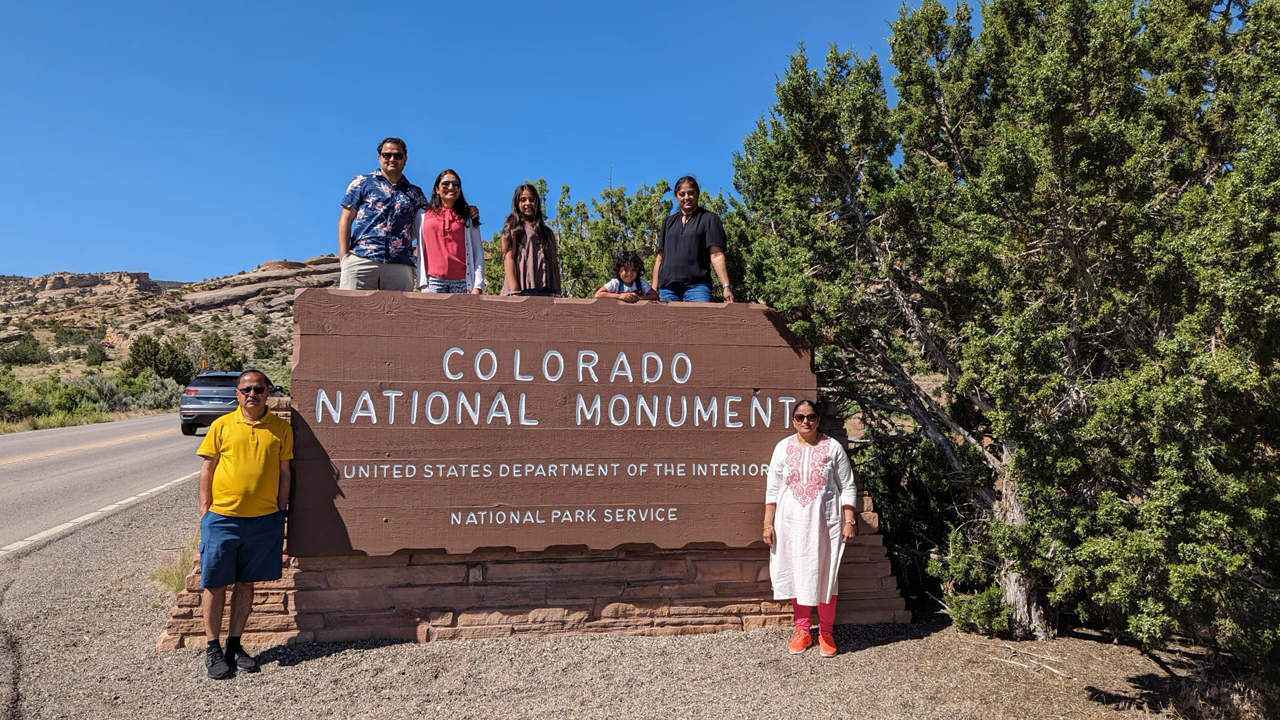 COLORADO
NATIONAL MONUMENT
UNITED STATES DEPARTMENT OF THE INTERIOR
NATIONAL PARK SERVICE